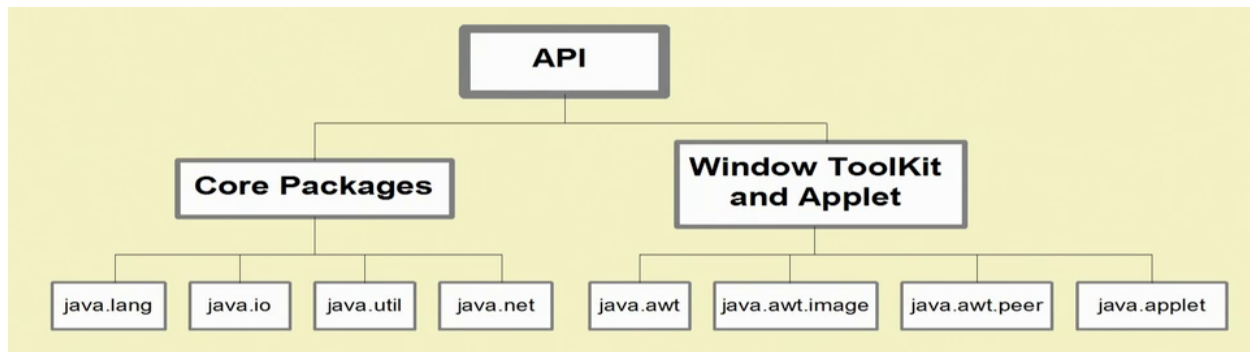 API
Core Packages
Window ToolKit
and Applet
java.lang
java.io
java.util
java.net
java.awt
java.awt.image
java.awt.peer
java.applet